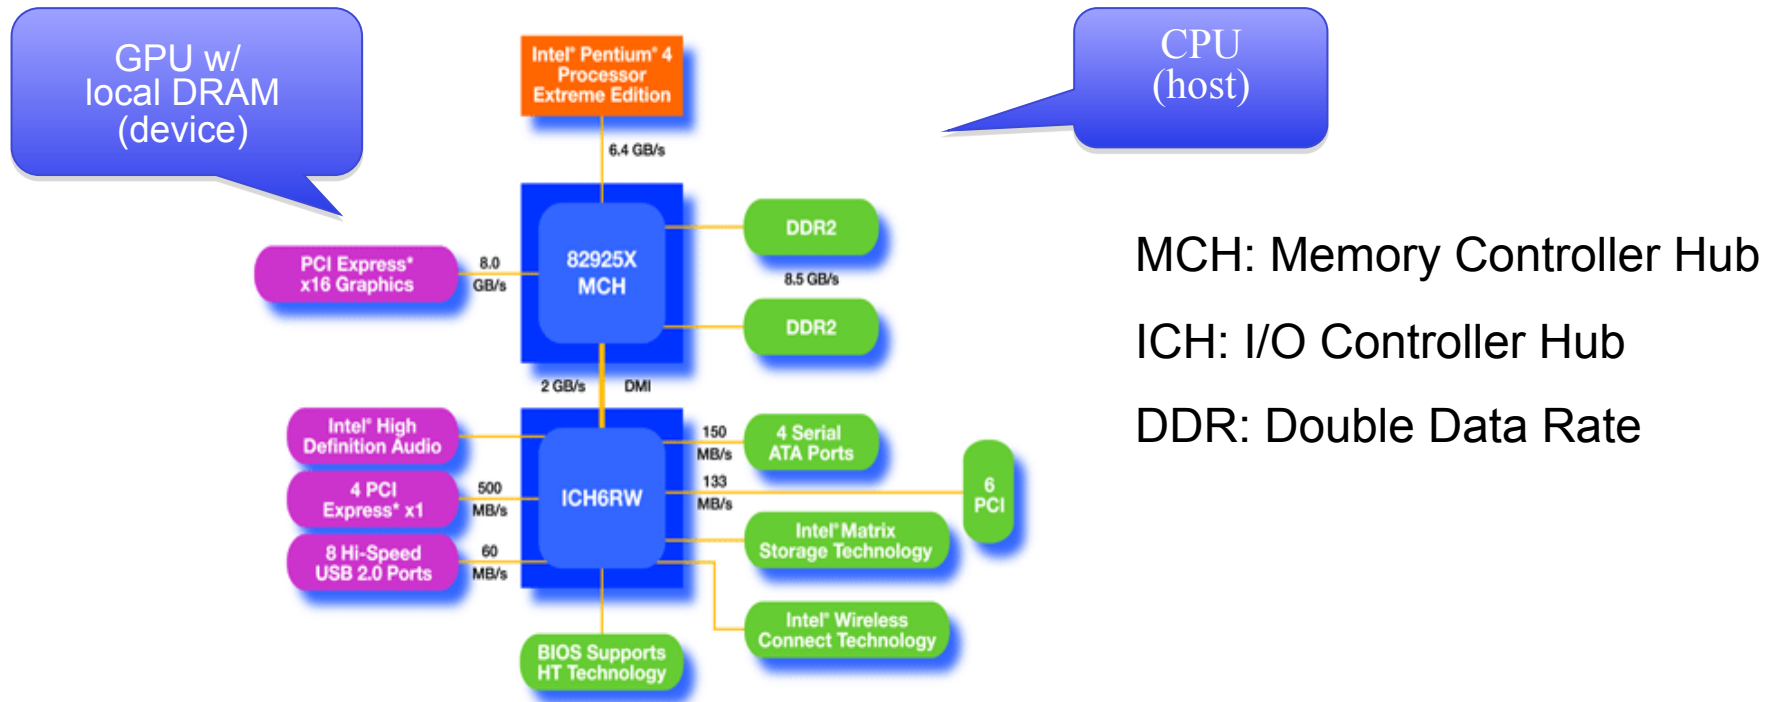 GPU w/
local DRAM
(device)
CPU
(host)
Intel® Pentium® 4
Processor
Extreme Edition
6.4 GB/s
82925X
MCH
DDR2
8.5 GB/s
DDR2
PCI Express*
x16 Graphics
8.0
GB/s
2 GB/s
DMI
MCH: Memory Controller Hub
ICH: I/O Controller Hub
DDR: Double Data Rate
Intel® High
Definition Audio
4 PCI
Express* x1
500
MB/s
8 Hi-Speed
USB 2.0 Ports
60
MB/s
ICH6RW
150
MB/s
4 Serial
ATA Ports
133
MB/s
6
PCI
Intel® Matrix
Storage Technology
Intel® Wireless
Connect Technology
BIOS Supports
HT Technology